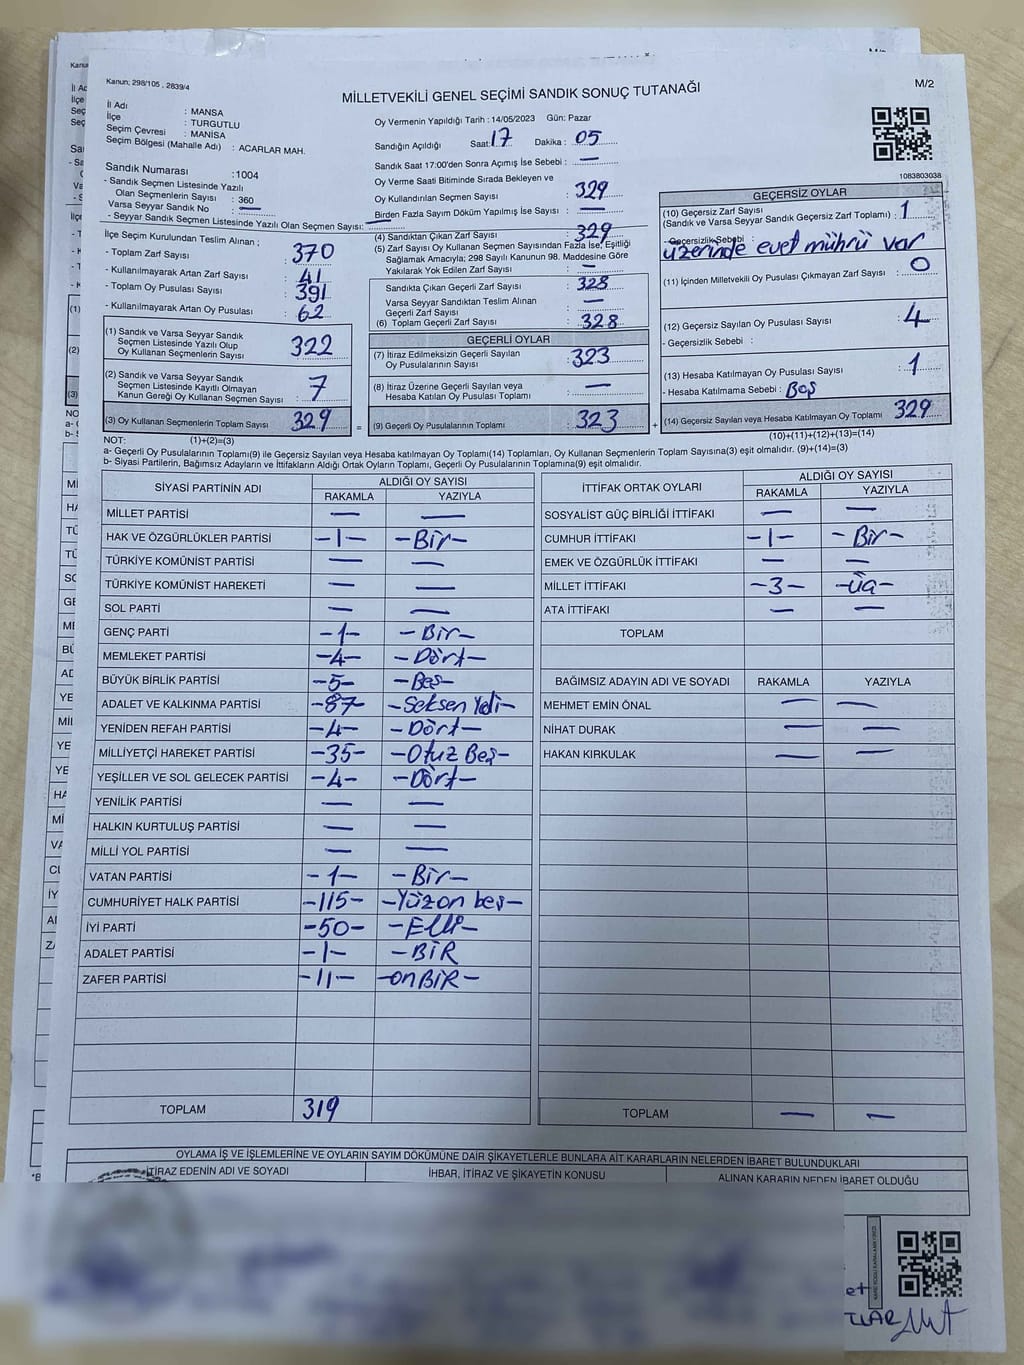 Kanun; 298/105 , 2839/4
MİLLETVEKİLİ GENEL SEÇİMİ SANDIK SONUÇ TUTANAĞI
M/2
İl Adı : MANSA
İlçe : TURGUTLU
Seçim Çevresi : MANİSA
Seçim Bölgesi (Mahalle Adı) : ACARLAR MAH.
Sandık Numarası :1004
- Sandık Seçmen Listesinde Yazılı
Olan Seçmenlerin Sayısı : 360
Varsa Seyyar Sandık No : —
- Seyyar Sandık Seçmen Listesinde Yazılı Olan Seçmen Sayısı:
Oy Vermenin Yapıldığı Tarih : 14/05/2023 Gün: Pazar
Sandığın Açıldığı Saat: 17 Dakika : 05
Sandık Saat 17:00'den Sonra Açımış İse Sebebi : —
Oy Verme Saati Bitiminde Sırada Bekleyen ve
Oy Kullandırılan Seçmen Sayısı : 329
Birden Fazla Sayım Döküm Yapılmış İse Sayısı : —
1083803038
İlçe Seçim Kurulundan Teslim Alınan ;
- Toplam Zarf Sayısı : 370
- Kullanılmayarak Artan Zarf Sayısı : 41
- Toplam Oy Pusulası Sayısı : 391
- Kullanılmayarak Artan Oy Pusulası : 62
(1) Sandık ve Varsa Seyyar Sandık
Seçmen Listesinde Yazılı Olup
Oy Kullanan Seçmenlerin Sayısı : 322
(2) Sandık ve Varsa Seyyar Sandık
Seçmen Listesinde Kayıtlı Olmayan
Kanun Gereği Oy Kullanan Seçmen Sayısı : 7
(3) Oy Kullanan Seçmenlerin Toplam Sayısı : 329
(4) Sandıktan Çıkan Zarf Sayısı : 329
(5) Zarf Sayısı Oy Kullanan Seçmen Sayısından Fazla İse, Eşitliği
Sağlamak Amacıyla; 298 Sayılı Kanunun 98. Maddesine Göre
Yakılarak Yok Edilen Zarf Sayısı : —
Sandıkta Çıkan Geçerli Zarf Sayısı : 328
Varsa Seyyar Sandıktan Teslim Alınan
Geçerli Zarf Sayısı : —
(6) Toplam Geçerli Zarf Sayısı : 328
GEÇERLİ OYLAR
(7) İtiraz Edilmeksizin Geçerli Sayılan
Oy Pusulalarının Sayısı : 323
(8) İtiraz Üzerine Geçerli Sayılan veya
Hesaba Katılan Oy Pusulası Toplamı : —
= (9) Geçerli Oy Pusulalarının Toplamı : 323 +
GEÇERSİZ OYLAR
(10) Geçersiz Zarf Sayısı
(Sandık ve Varsa Seyyar Sandık Geçersiz Zarf Toplamı) : 1
- Geçersizlik Sebebi :
üzerinde evet mührü var
(11) İçinden Milletvekili Oy Pusulası Çıkmayan Zarf Sayısı : 0
(12) Geçersiz Sayılan Oy Pusulası Sayısı : 4
- Geçersizlik Sebebi :
(13) Hesaba Katılmayan Oy Pusulası Sayısı : 1
- Hesaba Katılmama Sebebi : Boş
(14) Geçersiz Sayılan veya Hesaba Katılmayan Oy Toplamı 329
NOT: (1)+(2)=(3) (10)+(11)+(12)+(13)=(14)
a- Geçerli Oy Pusulalarının Toplamı(9) ile Geçersiz Sayılan veya Hesaba katılmayan Oy Toplamı(14) Toplamları, Oy Kullanan Seçmenlerin Toplam Sayısına(3) eşit olmalıdır. (9)+(14)=(3)
b- Siyasi Partilerin, Bağımsız Adayların ve İttifakların Aldığı Ortak Oyların Toplamı, Geçerli Oy Pusulalarının Toplamına(9) eşit olmalıdır.
SİYASİ PARTİNİN ADI ALDIĞI OY SAYISI
RAKAMLA YAZIYLA
MİLLET PARTİSİ — —
HAK VE ÖZGÜRLÜKLER PARTİSİ -1- -Bir-
TÜRKİYE KOMÜNİST PARTİSİ — —
TÜRKİYE KOMÜNİST HAREKETİ — —
SOL PARTİ — —
GENÇ PARTİ -1- -Bir-
MEMLEKET PARTİSİ -4- -Dört-
BÜYÜK BİRLİK PARTİSİ -5- -Beş-
ADALET VE KALKINMA PARTİSİ -87- -Seksen Yedi-
YENİDEN REFAH PARTİSİ -4- -Dört-
MİLLİYETÇİ HAREKET PARTİSİ -35- -Otuz Beş-
YEŞİLLER VE SOL GELECEK PARTİSİ -4- -Dört-
YENİLİK PARTİSİ — —
HALKIN KURTULUŞ PARTİSİ — —
MİLLİ YOL PARTİSİ — —
VATAN PARTİSİ -1- -Bir-
CUMHURİYET HALK PARTİSİ -115- -Yüzon beş-
İYİ PARTİ -50- -Elli-
ADALET PARTİSİ -1- -BİR
ZAFER PARTİSİ -11- -onBİR-
TOPLAM 319
İTTİFAK ORTAK OYLARI ALDIĞI OY SAYISI
RAKAMLA YAZIYLA
SOSYALİST GÜÇ BİRLİĞİ İTTİFAKI — —
CUMHUR İTTİFAKI -1- -Bir-
EMEK VE ÖZGÜRLÜK İTTİFAKI — —
MİLLET İTTİFAKI -3- -Üç-
ATA İTTİFAKI — —
TOPLAM
BAĞIMSIZ ADAYIN ADI VE SOYADI RAKAMLA YAZIYLA
MEHMET EMİN ÖNAL — —
NİHAT DURAK — —
HAKAN KIRKULAK — —
TOPLAM — —
OYLAMA İŞ VE İŞLEMLERİNE VE OYLARIN SAYIM DÖKÜMÜNE DAİR ŞİKAYETLERLE BUNLARA AİT KARARLARIN NELERDEN İBARET BULUNDUKLARI
İTİRAZ EDENİN ADI VE SOYADI İHBAR, İTİRAZ VE ŞİKAYETİN KONUSU ALINAN KARARIN NEDEN İBARET OLDUĞU